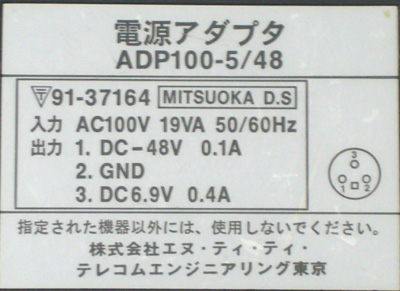 電源アダプタ
ADP100-5/48
〒91-37164 MITSUOKA D.S
入力 AC100V 19VA 50/60Hz
出力 1. DC-48V 0.1A
2. GND
3. DC6.9V 0.4A
3
1 2
指定された機器以外には、使用しないでください。
株式会社エヌ・ティ・ティ・
テレコムエンジニアリング東京